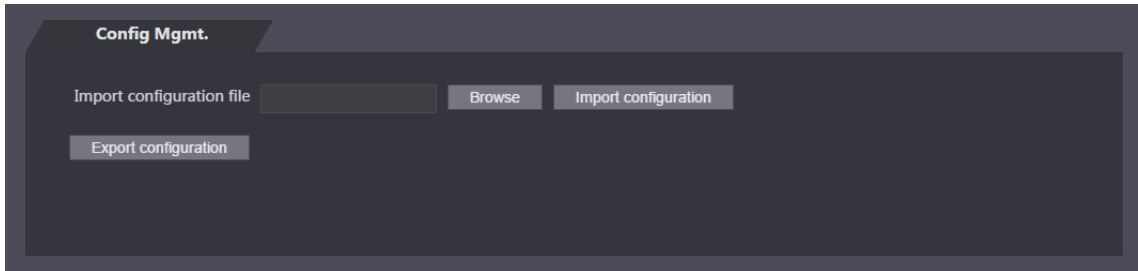 Config Mgmt.
Import configuration file Browse Import configuration
Export configuration